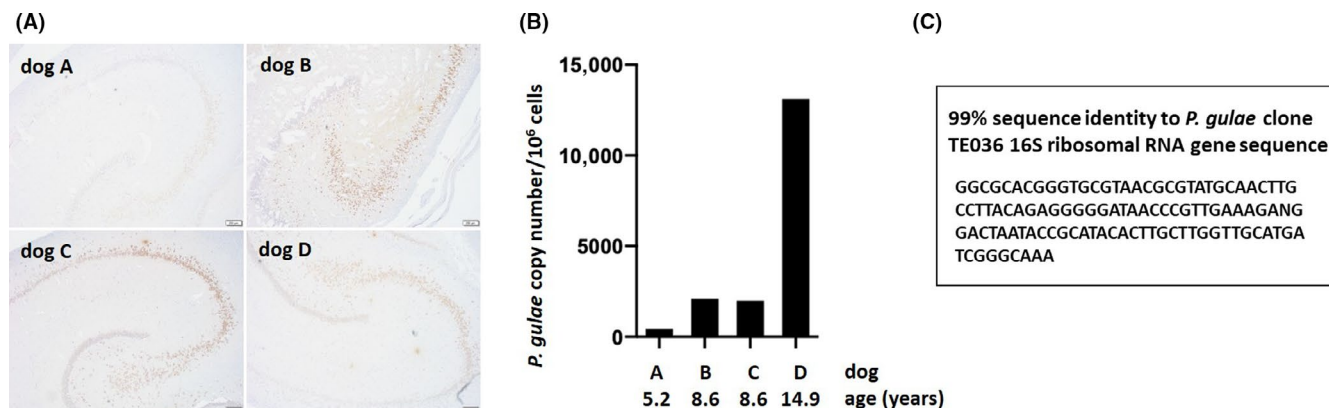 (A)
dog A
dog B
dog C
dog D
(B)
P. gulae copy number/10⁶ cells
15,000
10,000
5000
0
A B C D dog
5.2 8.6 8.6 14.9 age (years)
(C)
99% sequence identity to P. gulae clone
TE036 16S ribosomal RNA gene sequence
GGCGCACGGGTGCGTAACGCGTATGCAACTTG
CCTTACAGAGGGGGATAACCCGTTGAAAGANG
GACTAATACCGCATACACTTGCTTGGTTGCATGA
TCGGGCAAA